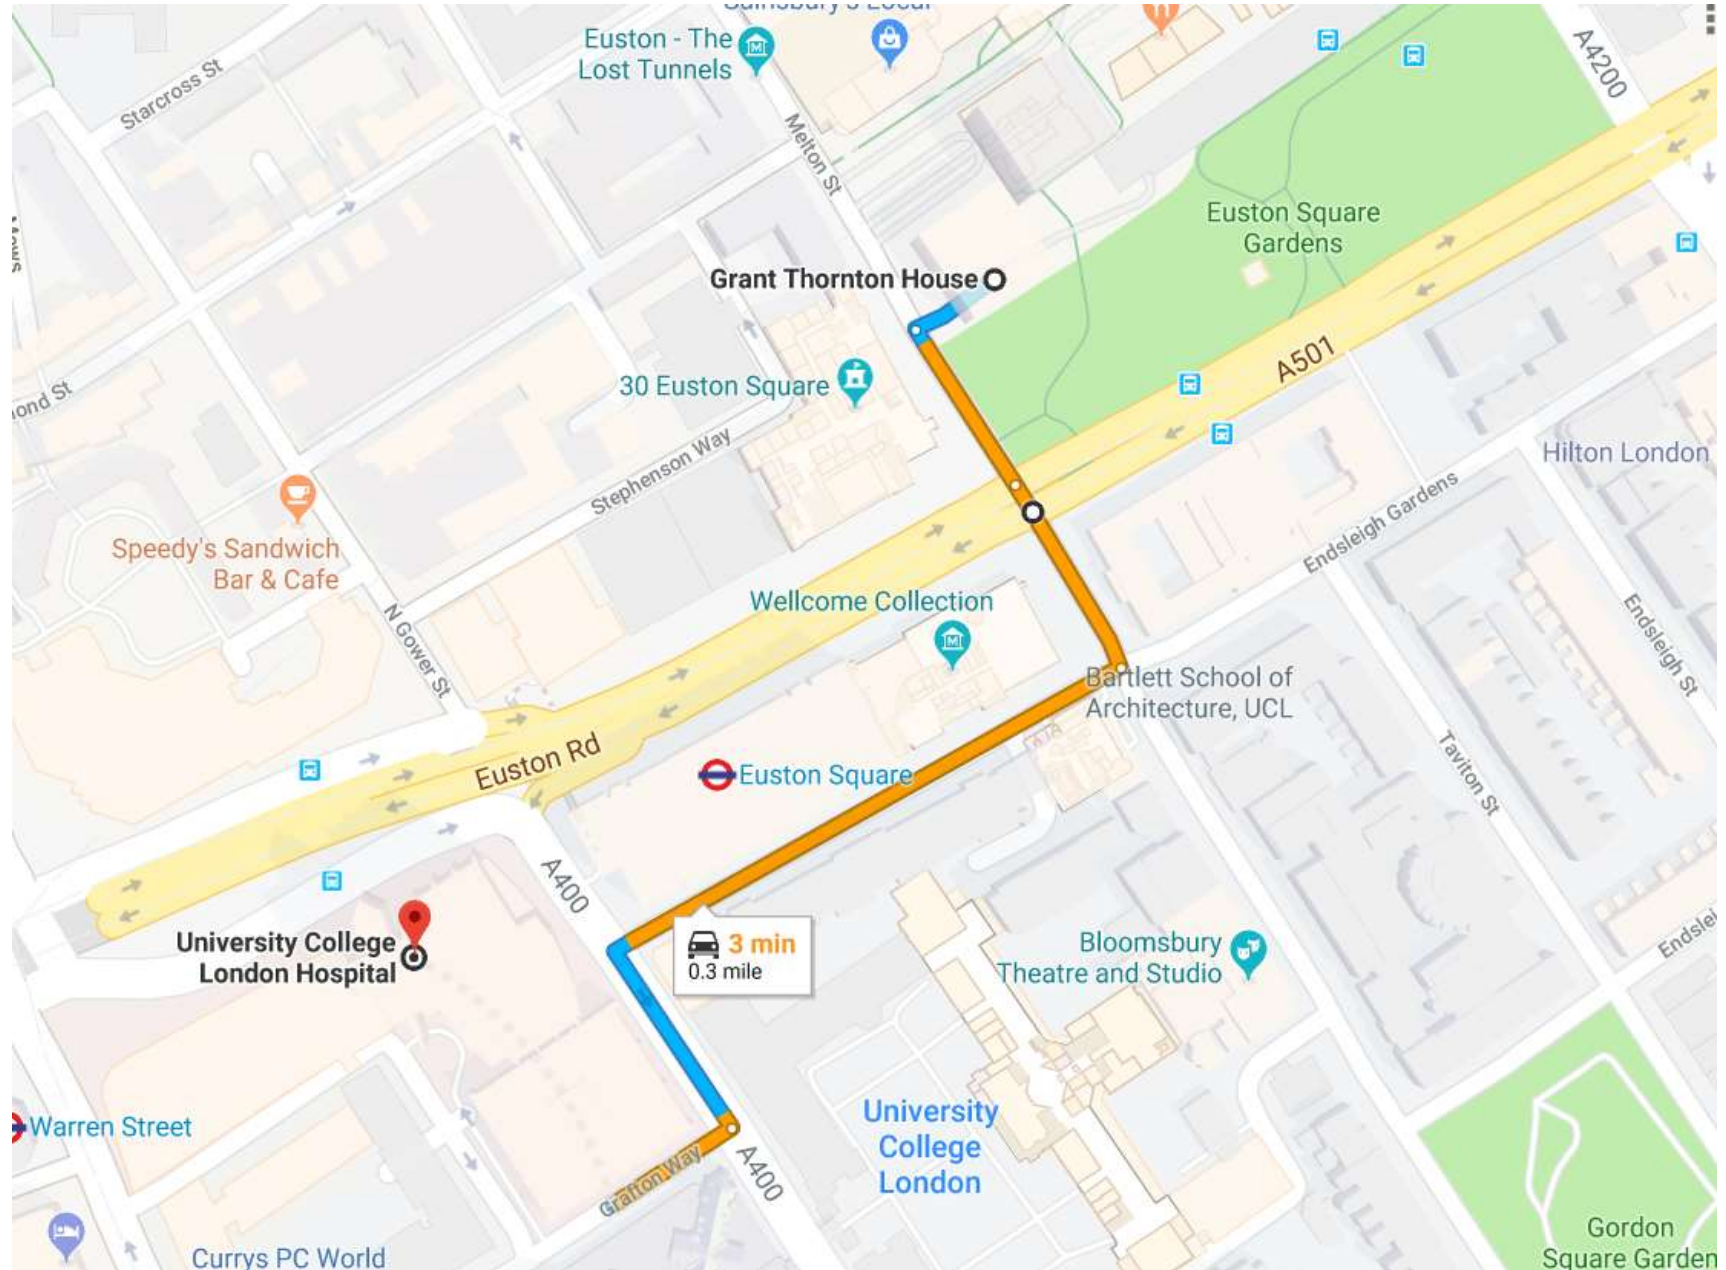 Sainsbury's Local
Euston - The
Lost Tunnels
A4200
Starcross St
Melton St
Mews
Euston Square
Gardens
Grant Thornton House
A501
30 Euston Square
Stephenson Way
Hilton London
Endsleigh Gardens
Speedy's Sandwich
Bar & Cafe
N Gower St
Wellcome Collection
Endsleigh St
Bartlett School of
Architecture, UCL
Euston Rd
Euston Square
Taviton St
A400
University College
London Hospital
3 min
0.3 mile
Bloomsbury
Theatre and Studio
Warren Street
University
College
London
Grafton Way
A400
Currys PC World
Gordon
Square Garden